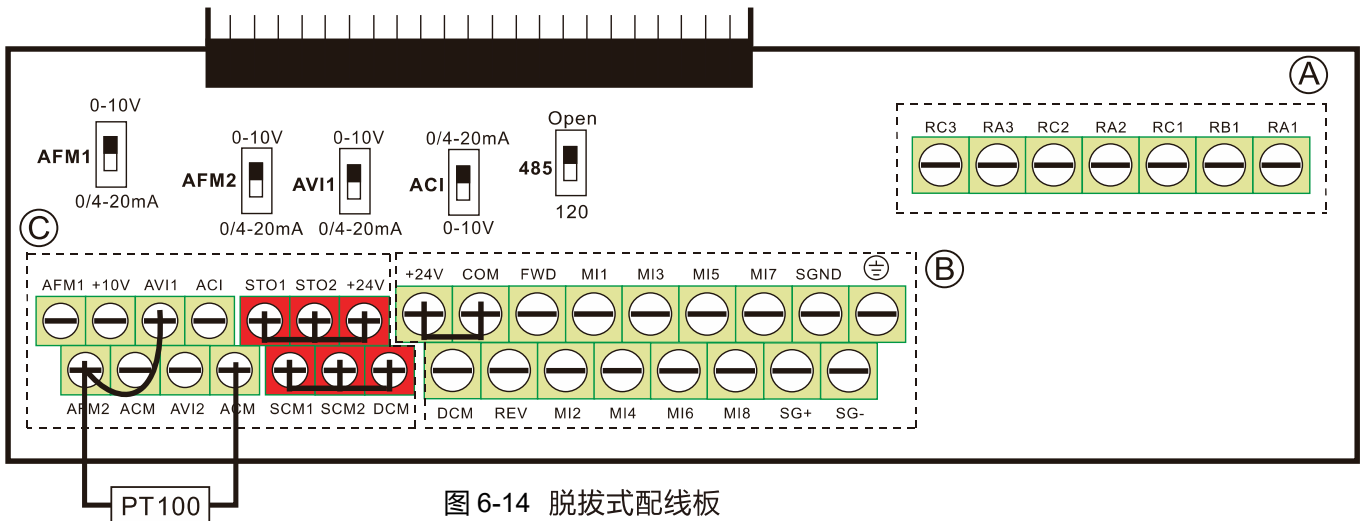 Ⓐ
0-10V
Open
0-10V 0-10V 0/4-20mA
RC3 RA3 RC2 RA2 RC1 RB1 RA1
AFM1
AFM2 AVI1 ACI 485
0/4-20mA
120
0/4-20mA 0/4-20mA 0-10V
Ⓒ
Ⓑ
+24V COM FWD MI1 MI3 MI5 MI7 SGND
AFM1 +10V AVI1 ACI STO1 STO2 +24V
AFM2 ACM AVI2 ACM SCM1 SCM2 DCM
DCM REV MI2 MI4 MI6 MI8 SG+ SG-
PT100
图 6-14 脱拔式配线板